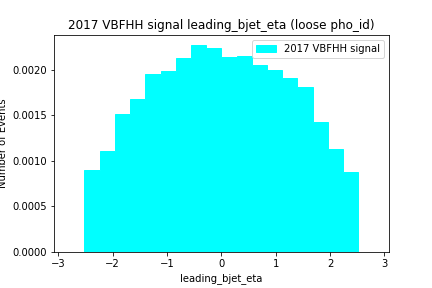 2017 VBFHH signal leading_bjet_eta (loose pho_id)
2017 VBFHH signal
0.0020
0.0015
0.0010
0.0005
0.0000
Number of Events
−3 −2 −1 0 1 2 3
leading_bjet_eta